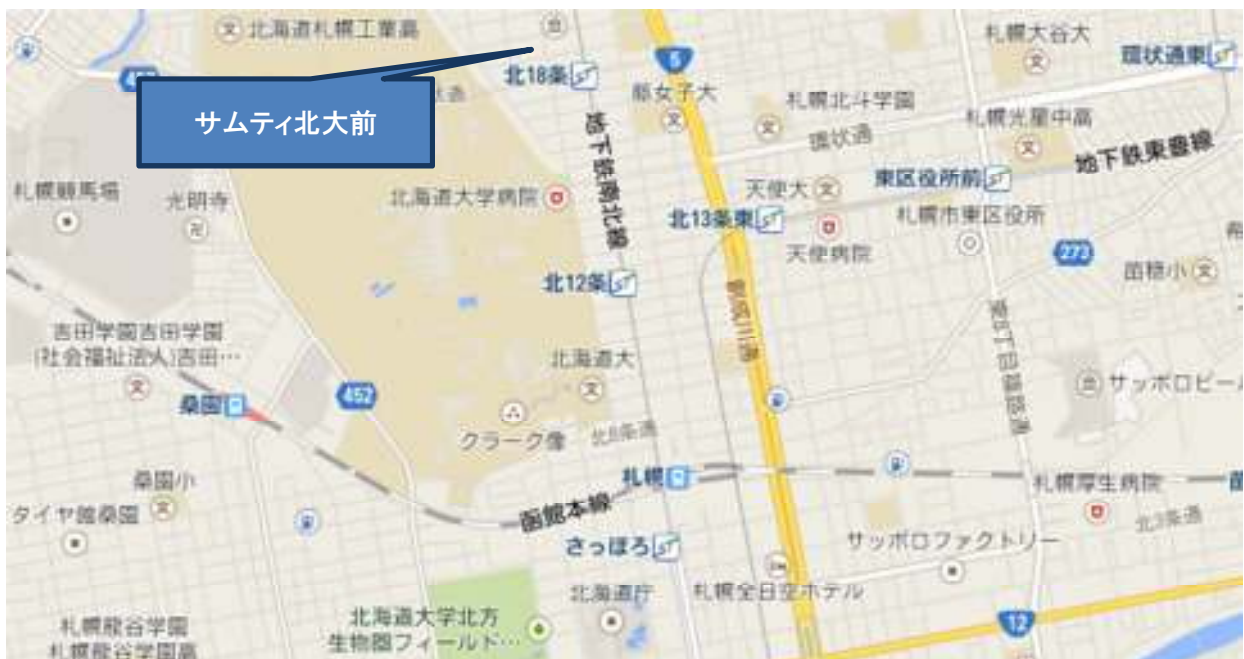 北海道札幌工業高
札幌大谷大
環状通東
北18条
5
サムティ北大前
藤女子大
札幌北斗学園
環状通
札幌光星中高
地下鉄東豊線
地下鉄南北線
札幌競馬場
光明寺
北海道大学病院
天使大
東区役所前
北13条東
札幌市東区役所
天使病院
273
苗穂小
北12条
吉田学園吉田学園
(社会福祉法人)吉田…
北海道大
サッポロビール
桑園
452
クラーク像
北8条通
桑園小
札幌
札幌厚生病院
タイヤ館桑園
函館本線
北3条通
さっぽろ
サッポロファクトリー
北海道庁
札幌全日空ホテル
北海道大学北方
生物圏フィールド…
12
札幌龍谷学園
札幌龍谷学園高